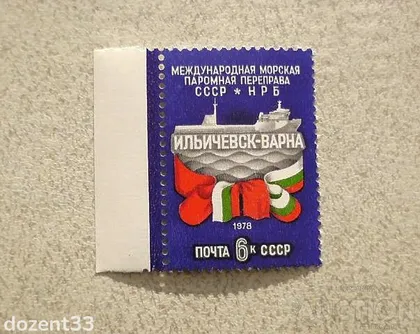 МЕЖДУНАРОДНАЯ МОРСКАЯ
ПАРОМНАЯ ПЕРЕПРАВА
СССР * НРБ
ИЛЬИЧЕВСК-ВАРНА
1978
ПОЧТА 6К СССР
dozent33